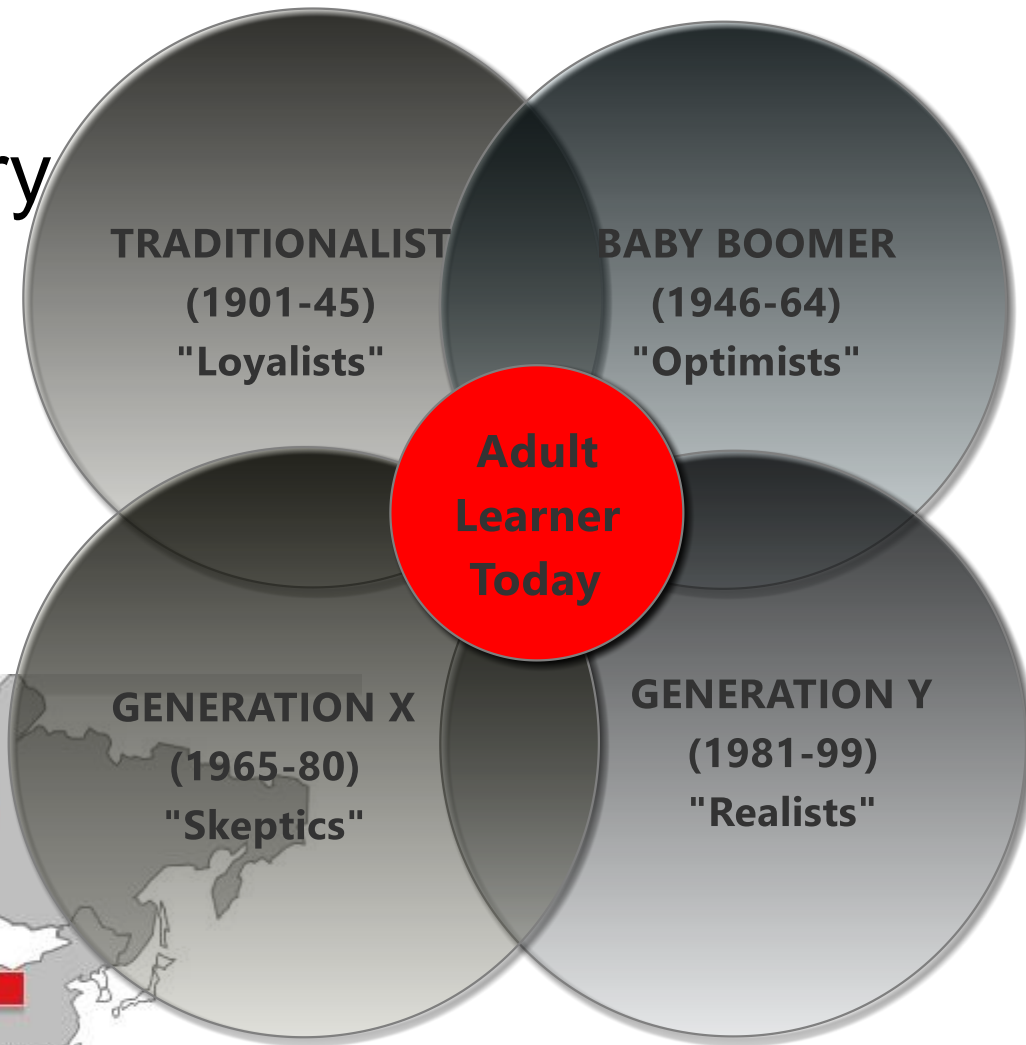 ry
TRADITIONALIST
(1901-45)
"Loyalists"
BABY BOOMER
(1946-64)
"Optimists"
Adult
Learner
Today
GENERATION X
(1965-80)
"Skeptics"
GENERATION Y
(1981-99)
"Realists"